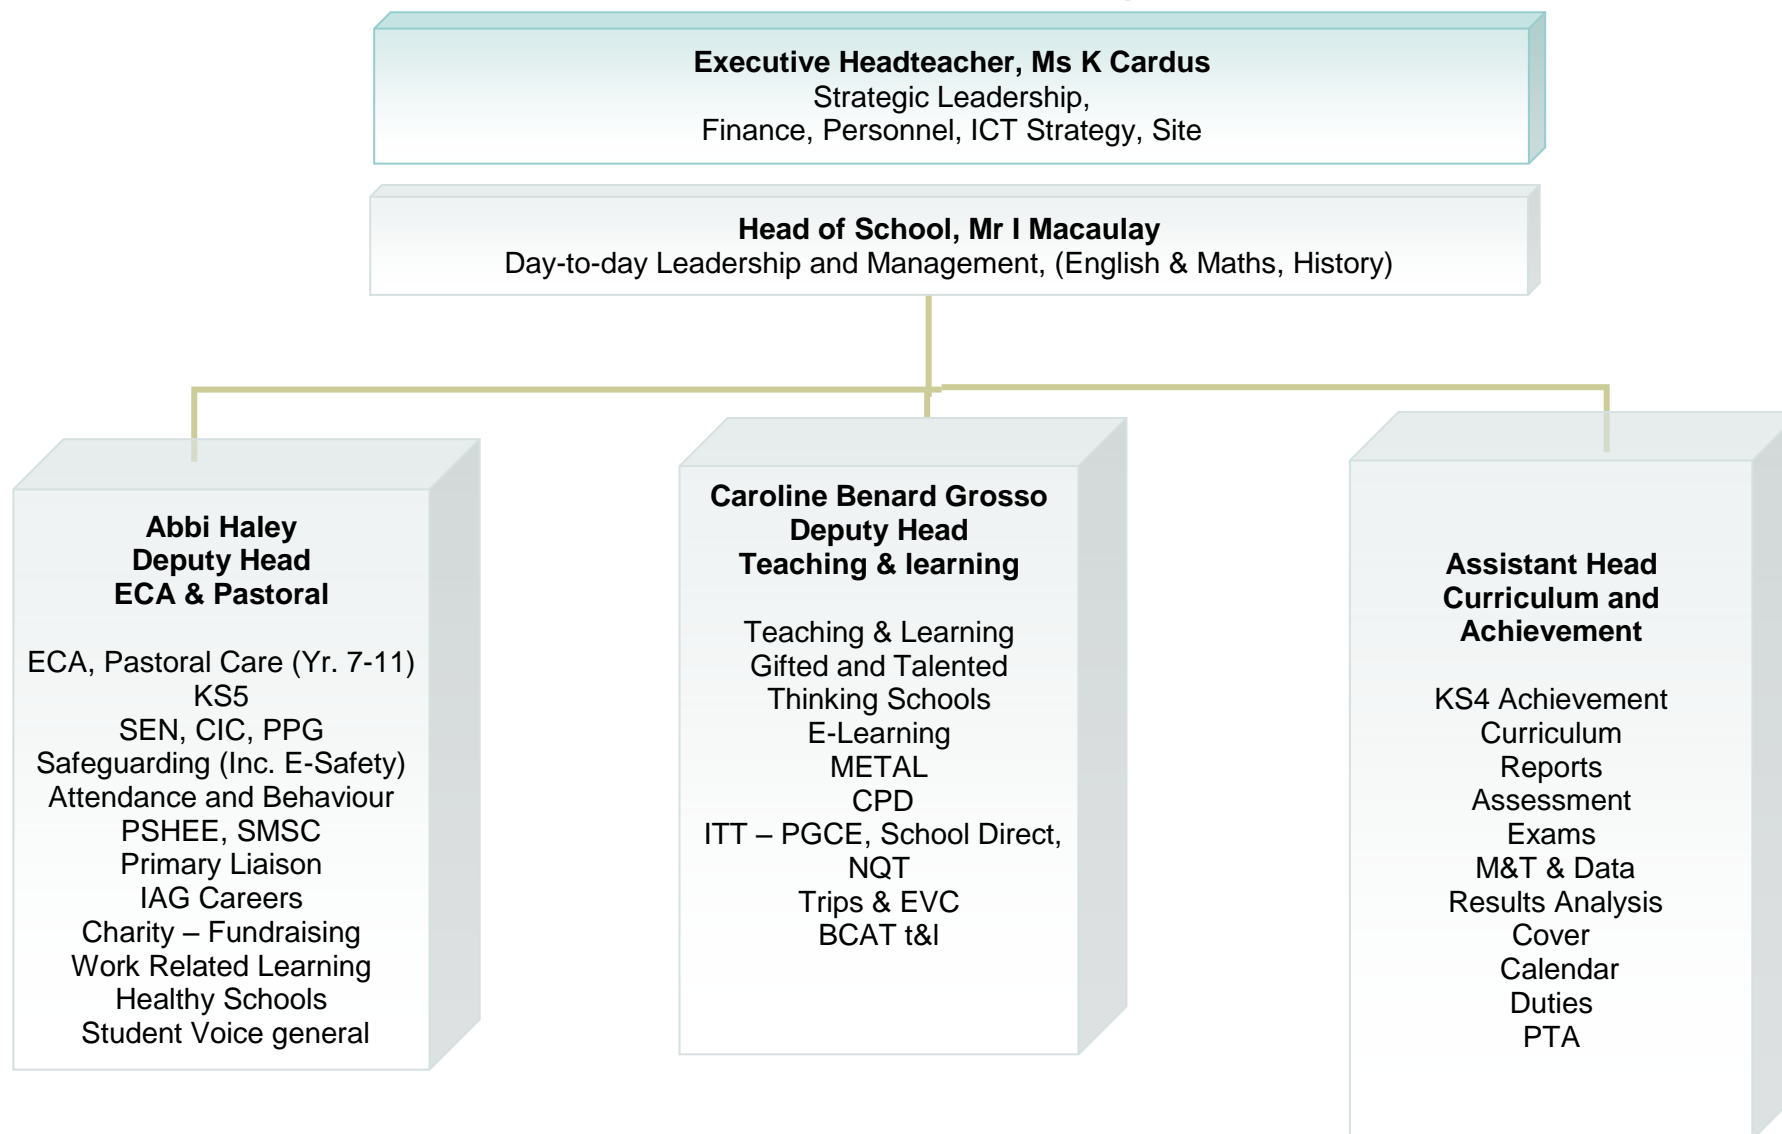 Executive Headteacher, Ms K Cardus
Strategic Leadership,
Finance, Personnel, ICT Strategy, Site
Head of School, Mr I Macaulay
Day-to-day Leadership and Management, (English & Maths, History)
Abbi Haley
Deputy Head
ECA & Pastoral
ECA, Pastoral Care (Yr. 7-11)
KS5
SEN, CIC, PPG
Safeguarding (Inc. E-Safety)
Attendance and Behaviour
PSHEE, SMSC
Primary Liaison
IAG Careers
Charity – Fundraising
Work Related Learning
Healthy Schools
Student Voice general
Caroline Benard Grosso
Deputy Head
Teaching & learning
Teaching & Learning
Gifted and Talented
Thinking Schools
E-Learning
METAL
CPD
ITT – PGCE, School Direct,
NQT
Trips & EVC
BCAT t&l
Assistant Head
Curriculum and
Achievement
KS4 Achievement
Curriculum
Reports
Assessment
Exams
M&T & Data
Results Analysis
Cover
Calendar
Duties
PTA